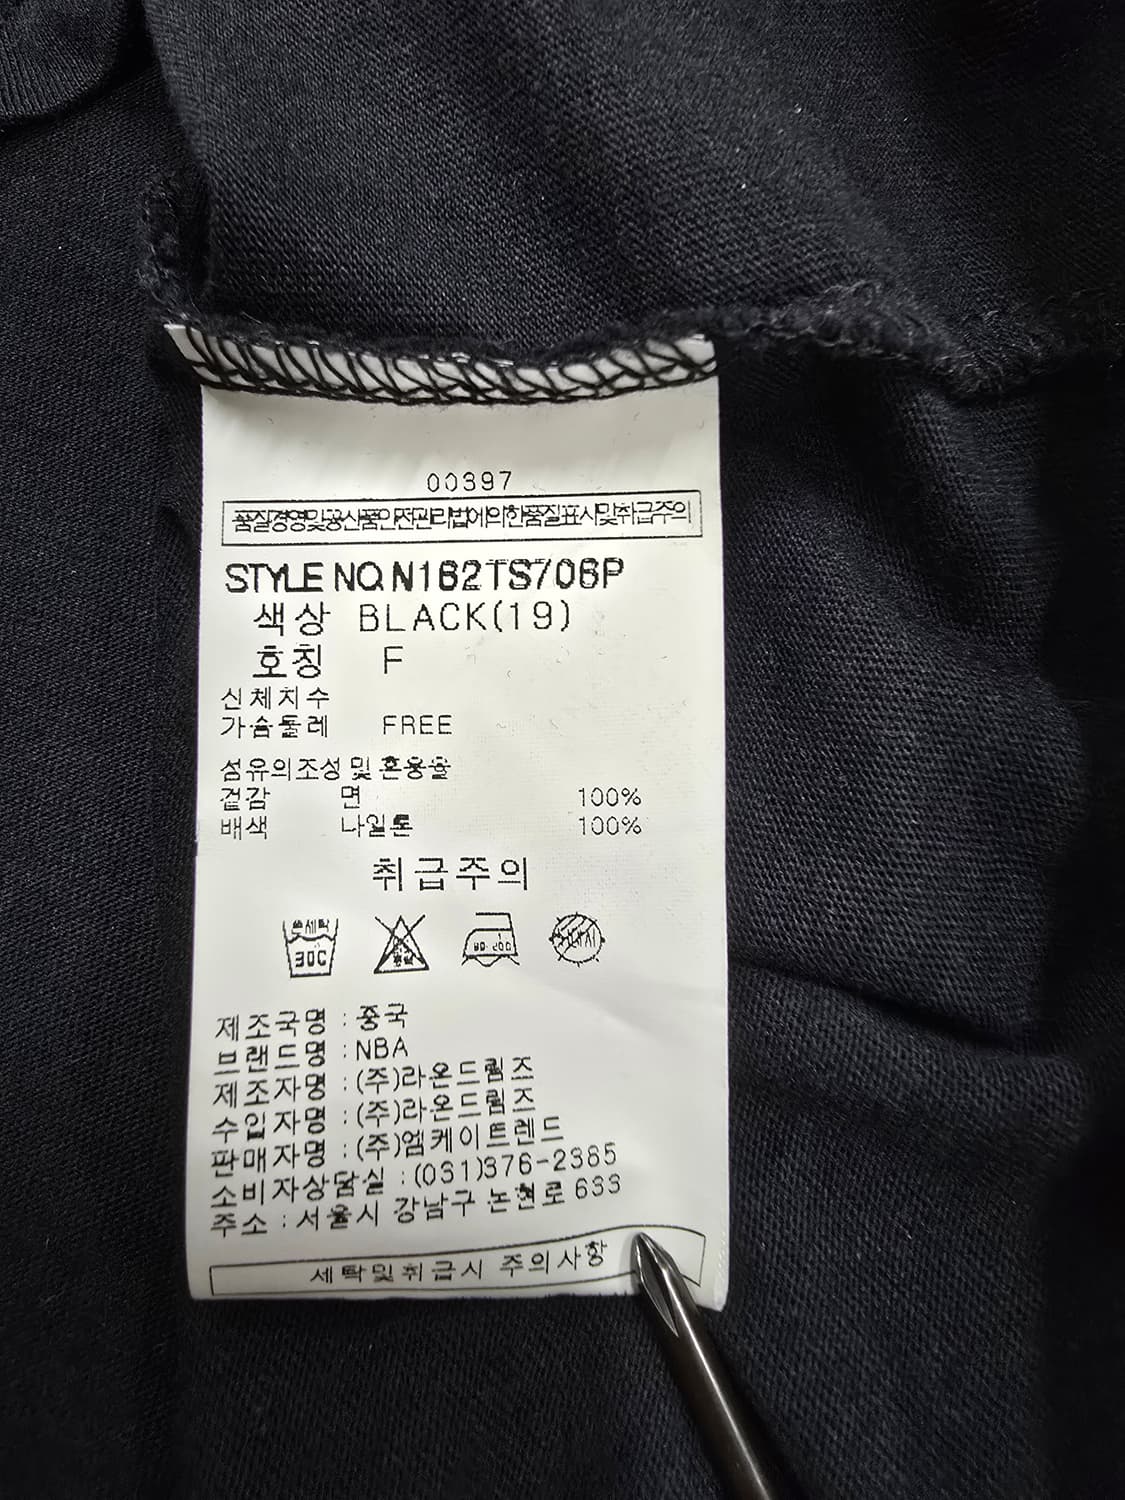 00397
품질경영및공산품안전관리법에의한품질표시및취급주의
STYLE NO.N162TS706P
색상 BLACK(19)
호칭 F
신체치수
가슴둘레 FREE
섬유의조성 및 혼용율
겉감 면 100%
배색 나일론 100%
취급주의
손세탁
30C
제조국명 : 중국
브랜드명 : NBA
제조자명 : (주)라온드림즈
수입자명 : (주)라온드림즈
판매자명 : (주)엠케이트렌드
소비자상담실 : (031)376-2385
주소 : 서울시 강남구 논현로 633
세탁및취급시 주의사항